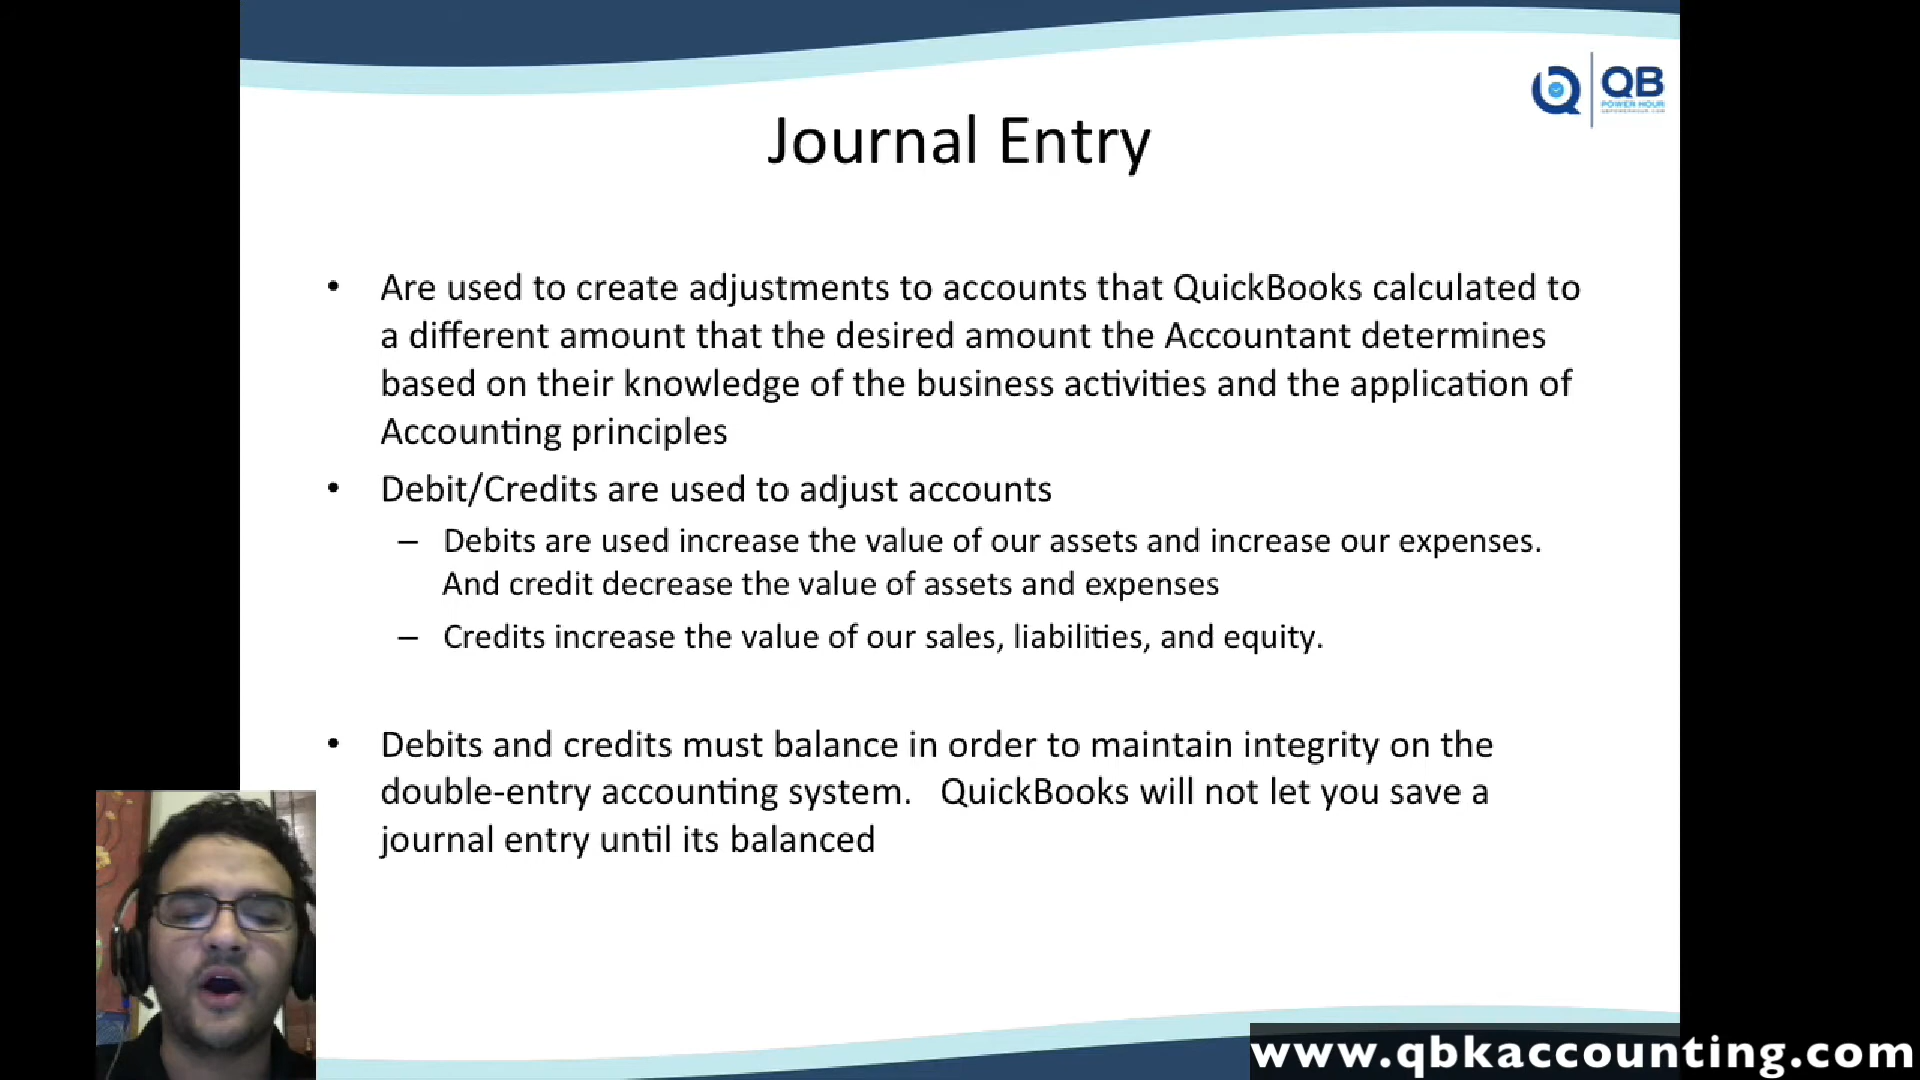 QB
POWER HOUR
QBPOWERHOUR.COM
Journal Entry
• Are used to create adjustments to accounts that QuickBooks calculated to
a different amount that the desired amount the Accountant determines
based on their knowledge of the business activities and the application of
Accounting principles
• Debit/Credits are used to adjust accounts
– Debits are used increase the value of our assets and increase our expenses.
And credit decrease the value of assets and expenses
– Credits increase the value of our sales, liabilities, and equity.
• Debits and credits must balance in order to maintain integrity on the
double-entry accounting system. QuickBooks will not let you save a
journal entry until its balanced
www.qbkaccounting.com